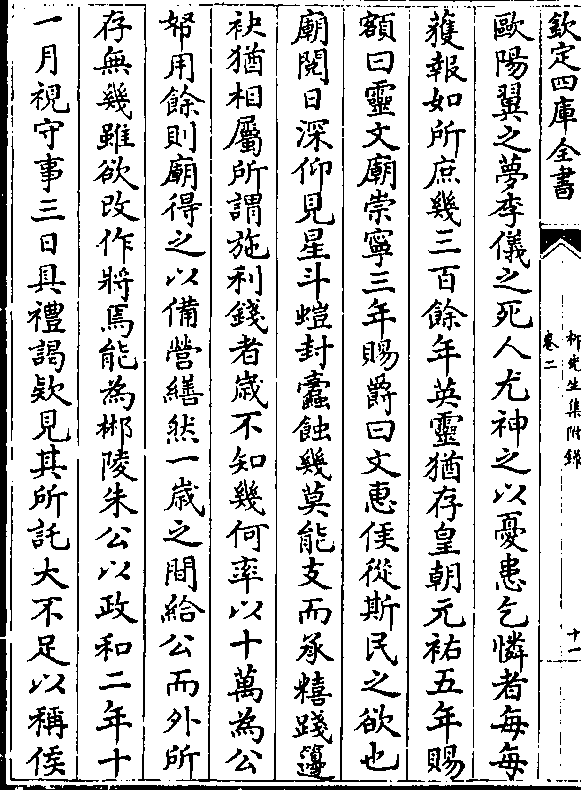 欽定四庫全書
柳先生集附錄
卷二
十一
歐陽翼之夢李儀之死人尤神之以憂患乞憐者每每
蒦報如所庶幾三百餘年英靈猶存皇朝元祐五年賜
額曰靈文廟崇寧三年賜爵曰文惠侯從斯民之欲也
廟閱日深仰見星斗螘封蠧蝕幾莫能支而承糈踐籩
袂猶相屬所謂施利錢者歳不知幾何率以十萬為公
帑用餘則廟得之以備營繕然一歳之間給公而外所
存無幾雖欲改作將焉能為郴陵朱公以政和二年十
一月視守事三日具禮謁欵見其所託大不足以稱侯